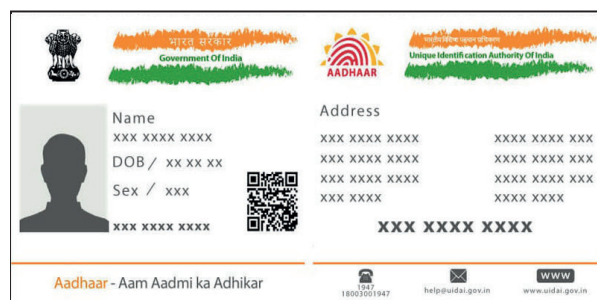 भारत सरकार
Government Of India
Name
xxx xxxx xxxx
DOB / xx xx xx
Sex / xxx
xxx xxxx xxxx
Aadhaar - Aam Aadmi ka Adhikar
AADHAAR
Unique Identification Authority Of India
Address
xxx xxxx xxxx xxxx xxxx xxx
xxx xxxx xxxx xxxx xxxx xxx
xxx xxxx xxxx xxxx xxxx xxx
xxx xxxx xxxx xxxx
xxx xxxx xxxx
1947
18003001947
help@uidai.gov.in
WWW
www.uidai.gov.in